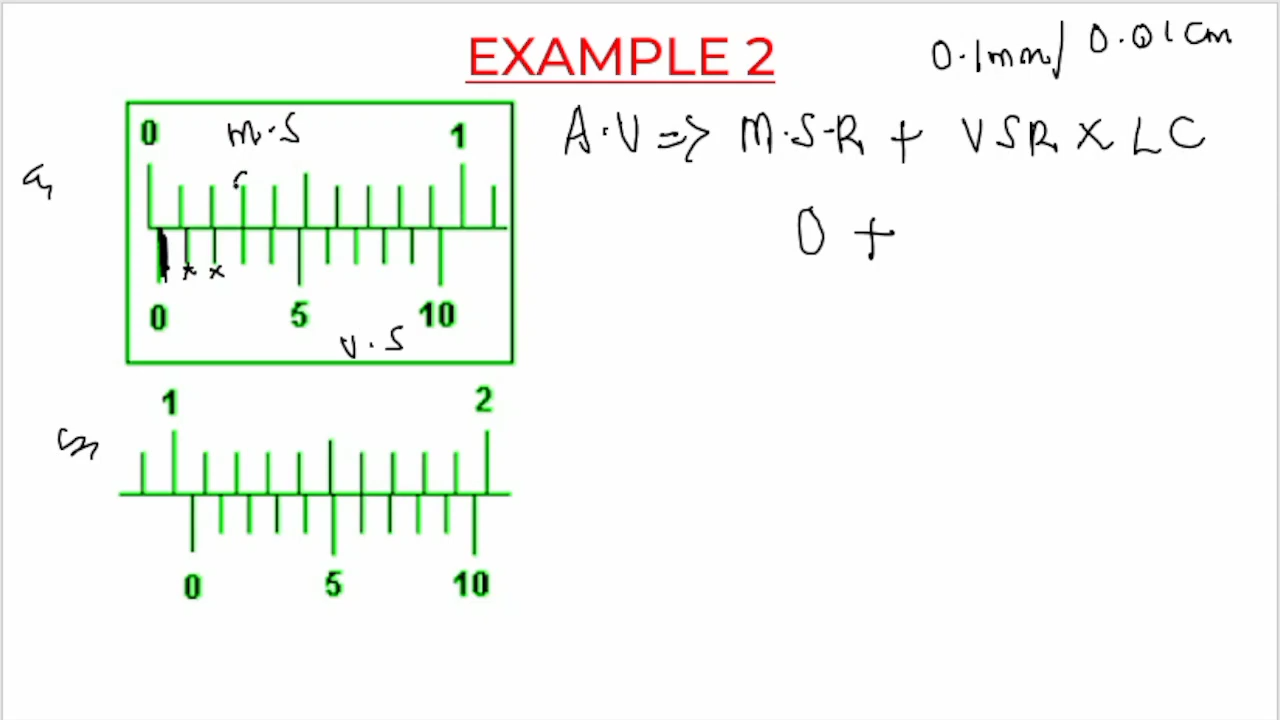 EXAMPLE 2
0.1mm/ 0.01cm
A.V => M.S.R + VSR X LC
0 +
a,
0 M.S 1
0 5 10
V.S
1 2
0 5 10